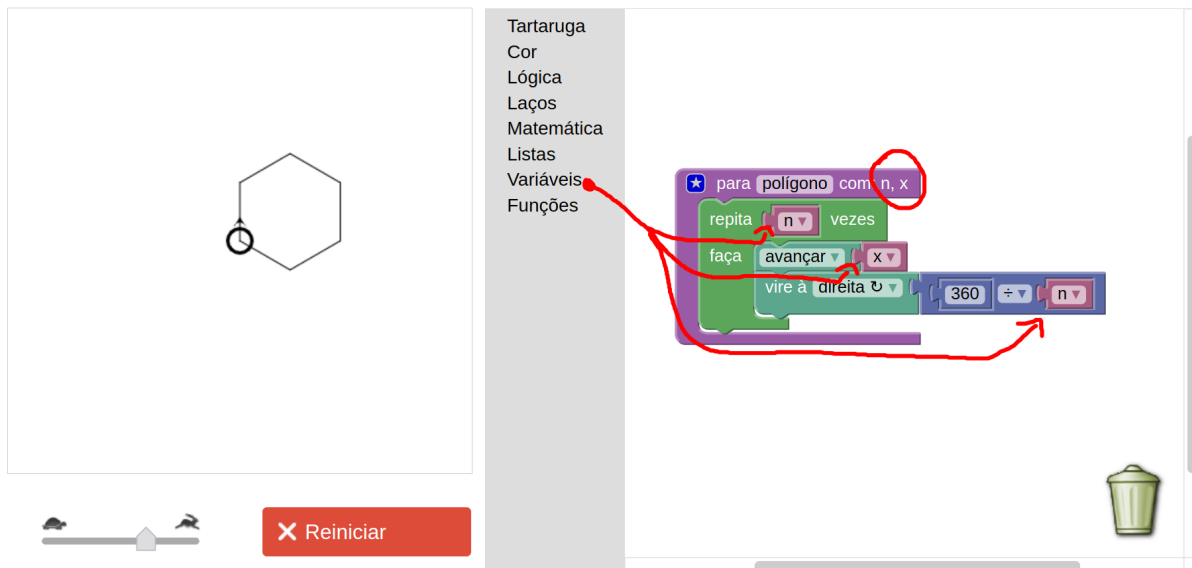 Tartaruga
Cor
Lógica
Laços
Matemática
Listas
Variáveis
Funções
para polígono com: n, x
repita n ▾ vezes
faça avançar ▾ x ▾
vire à direita ↻ ▾ 360 ÷ ▾ n ▾
Reiniciar